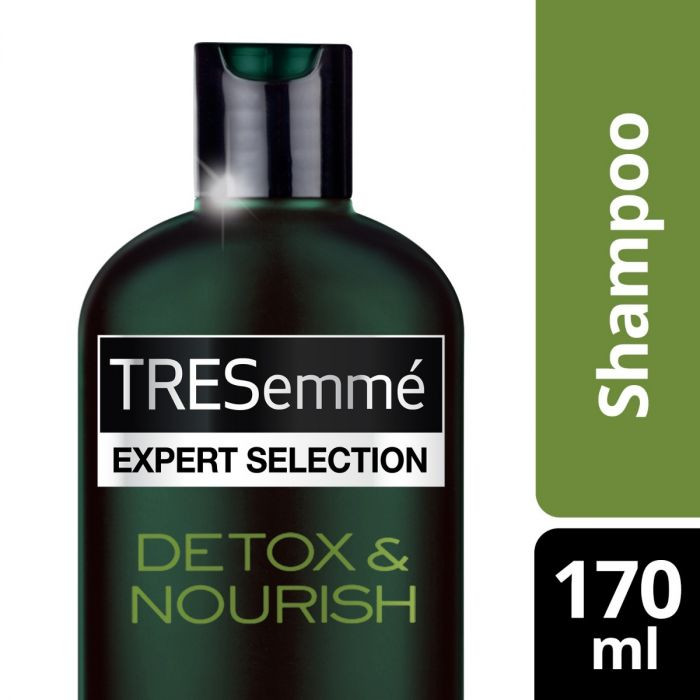 TRESemmé
EXPERT SELECTION
DETOX &
NOURISH
Shampoo
170
ml